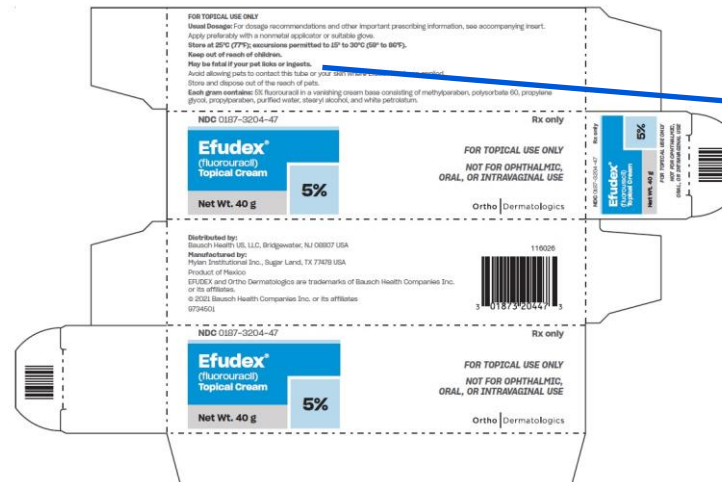 FOR TOPICAL USE ONLY
Usual Dosage: For dosage recommendations and other important prescribing information, see accompanying insert.
Apply preferably with a nonmetal applicator or suitable glove.
Store at 25°C (77°F); excursions permitted to 15° to 30°C (59° to 86°F).
Keep out of reach of children.
May be fatal if your pet licks or ingests.
Avoid allowing pets to contact this tube or your skin where
Store and dispose out of the reach of pets.
Each gram contains: 5% fluorouracil in a vanishing cream base consisting of methylparaben, polysorbate 60, propylene
glycol, propylparaben, purified water, stearyl alcohol, and white petrolatum.
NDC 0187-3204-47
Rx only
Efudex®
(fluorouracil)
Topical Cream
5%
Net Wt. 40 g
FOR TOPICAL USE ONLY
NOT FOR OPHTHALMIC,
ORAL, OR INTRAVAGINAL USE
Ortho Dermatologics
NDC 0187-3204-47 Rx only
Efudex®
(fluorouracil)
Topical Cream
5%
Net Wt. 40 g
FOR TOPICAL USE ONLY
NOT FOR OPHTHALMIC,
ORAL, OR INTRAVAGINAL USE
Distributed by:
Bausch Health US, LLC, Bridgewater, NJ 08807 USA
Manufactured by:
Mylan Institutional Inc., Sugar Land, TX 77478 USA
Product of Mexico
EFUDEX and Ortho Dermatologics are trademarks of Bausch Health Companies Inc.
or its affiliates.
© 2021 Bausch Health Companies Inc. or its affiliates
9734601
116026
3 01873 20447 3
NDC 0187-3204-47
Rx only
Efudex®
(fluorouracil)
Topical Cream
5%
Net Wt. 40 g
FOR TOPICAL USE ONLY
NOT FOR OPHTHALMIC,
ORAL, OR INTRAVAGINAL USE
Ortho Dermatologics